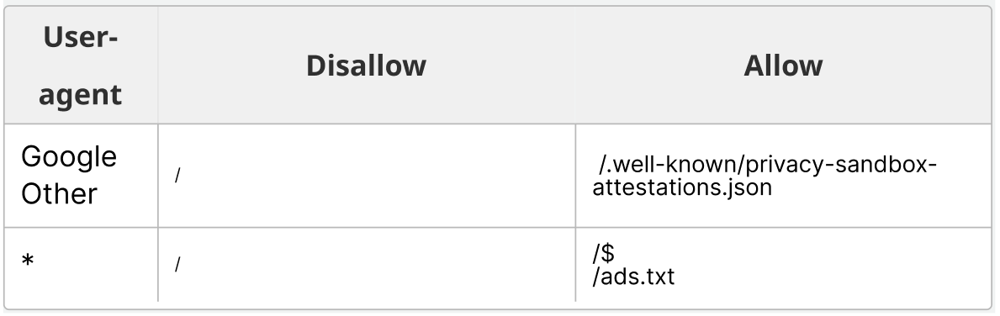 User-
agent
Disallow
Allow
Google
Other
/
/.well-known/privacy-sandbox-
attestations.json
*
/
/$
/ads.txt